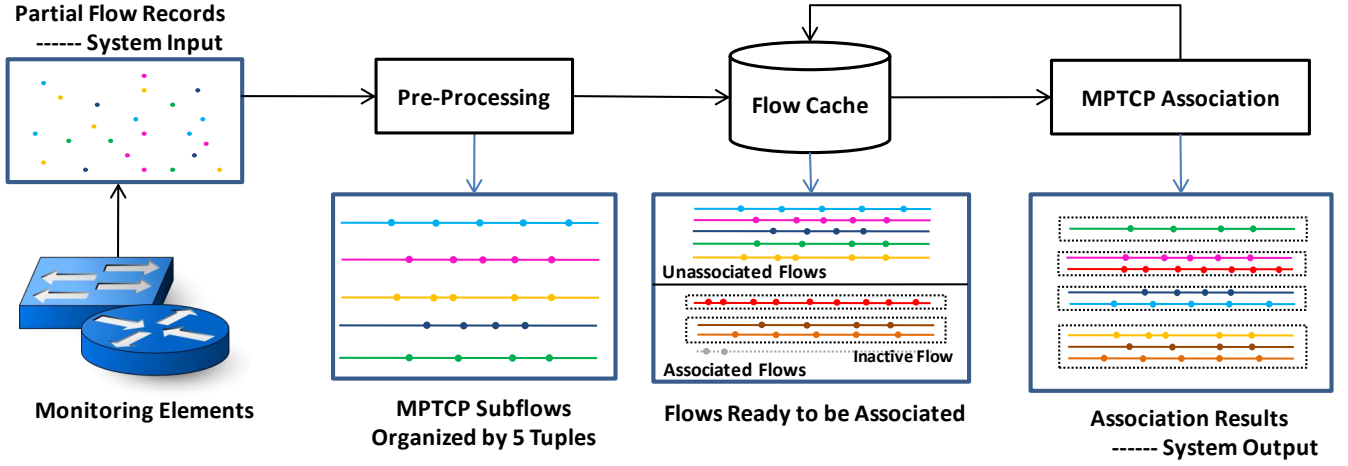 Partial Flow Records
------ System Input
Pre-Processing
Flow Cache
MPTCP Association
Unassociated Flows
Inactive Flow
Associated Flows
Monitoring Elements
MPTCP Subflows
Organized by 5 Tuples
Flows Ready to be Associated
Association Results
------ System Output